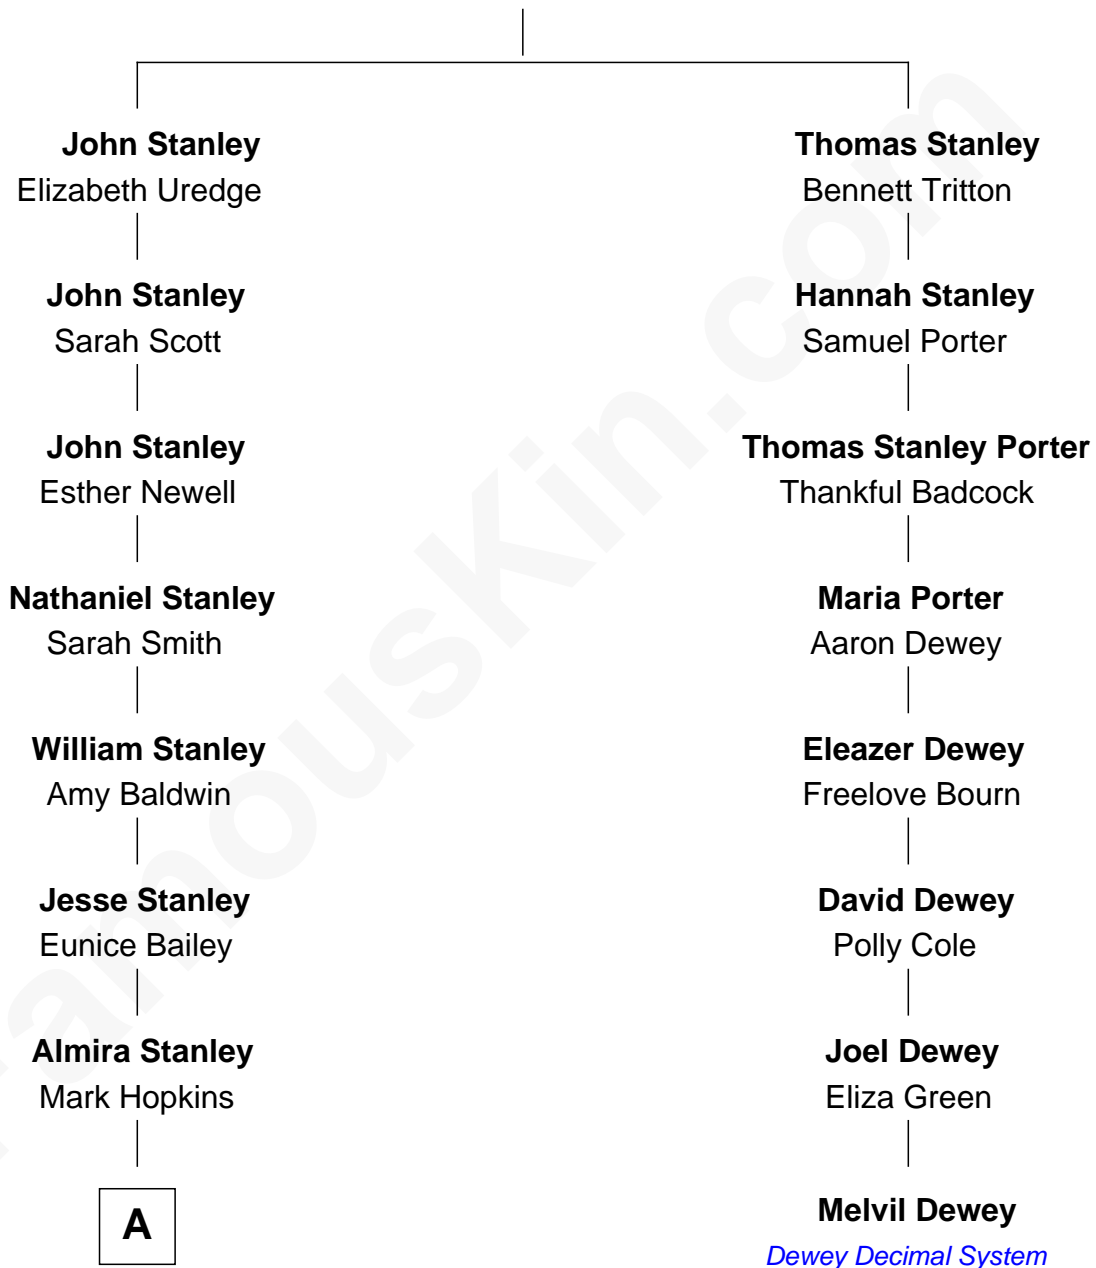 John Stanley
Elizabeth Uredge
John Stanley
Sarah Scott
John Stanley
Esther Newell
Nathaniel Stanley
Sarah Smith
William Stanley
Amy Baldwin
Jesse Stanley
Eunice Bailey
Almira Stanley
Mark Hopkins
A
Thomas Stanley
Bennett Tritton
Hannah Stanley
Samuel Porter
Thomas Stanley Porter
Thankful Badcock
Maria Porter
Aaron Dewey
Eleazer Dewey
Freelove Bourn
David Dewey
Polly Cole
Joel Dewey
Eliza Green
Melvil Dewey
Dewey Decimal System
FamousKin.com